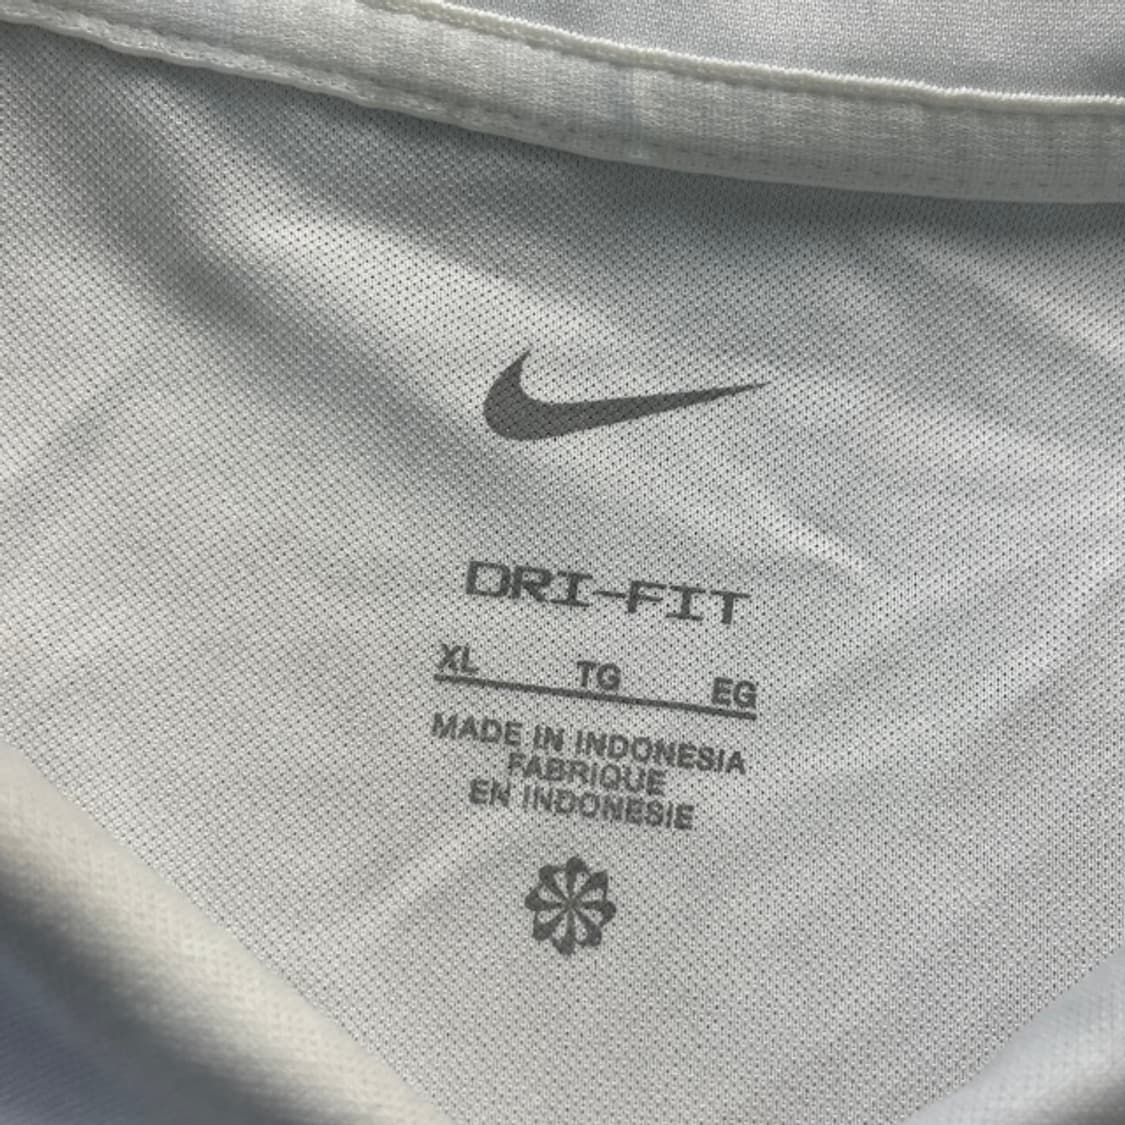 DRI-FIT
XL TG EG
MADE IN INDONESIA
FABRIQUE
EN INDONESIE